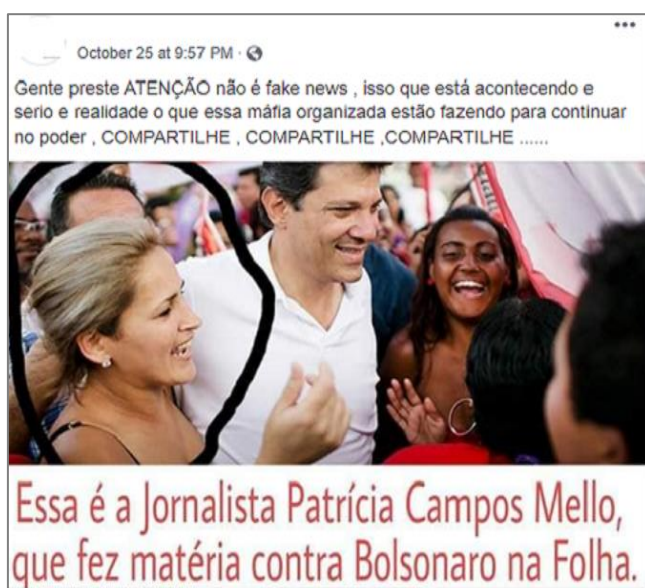 October 25 at 9:57 PM ·
Gente preste ATENÇÃO não é fake news , isso que está acontecendo e
serio e realidade o que essa máfia organizada estão fazendo para continuar
no poder , COMPARTILHE , COMPARTILHE ,COMPARTILHE ......
Essa é a Jornalista Patrícia Campos Mello,
que fez matéria contra Bolsonaro na Folha.